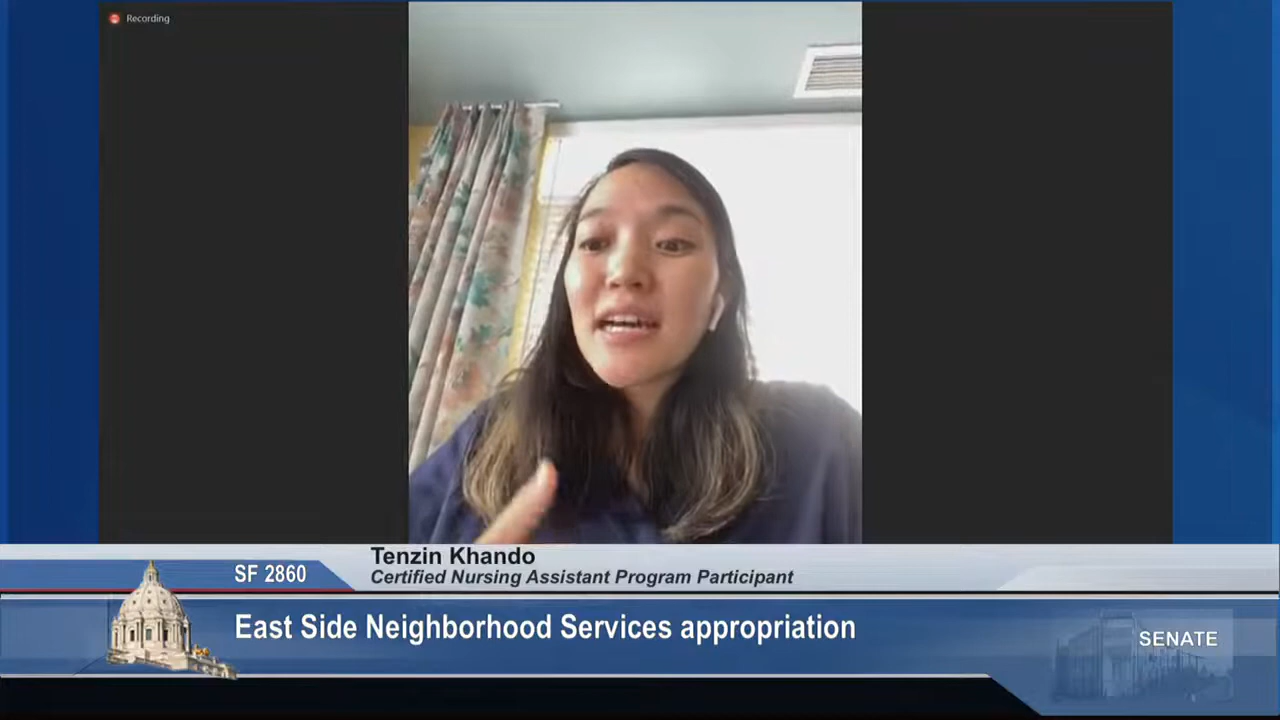 Recording
Tenzin Khando
SF 2860
Certified Nursing Assistant Program Participant
East Side Neighborhood Services appropriation
SENATE